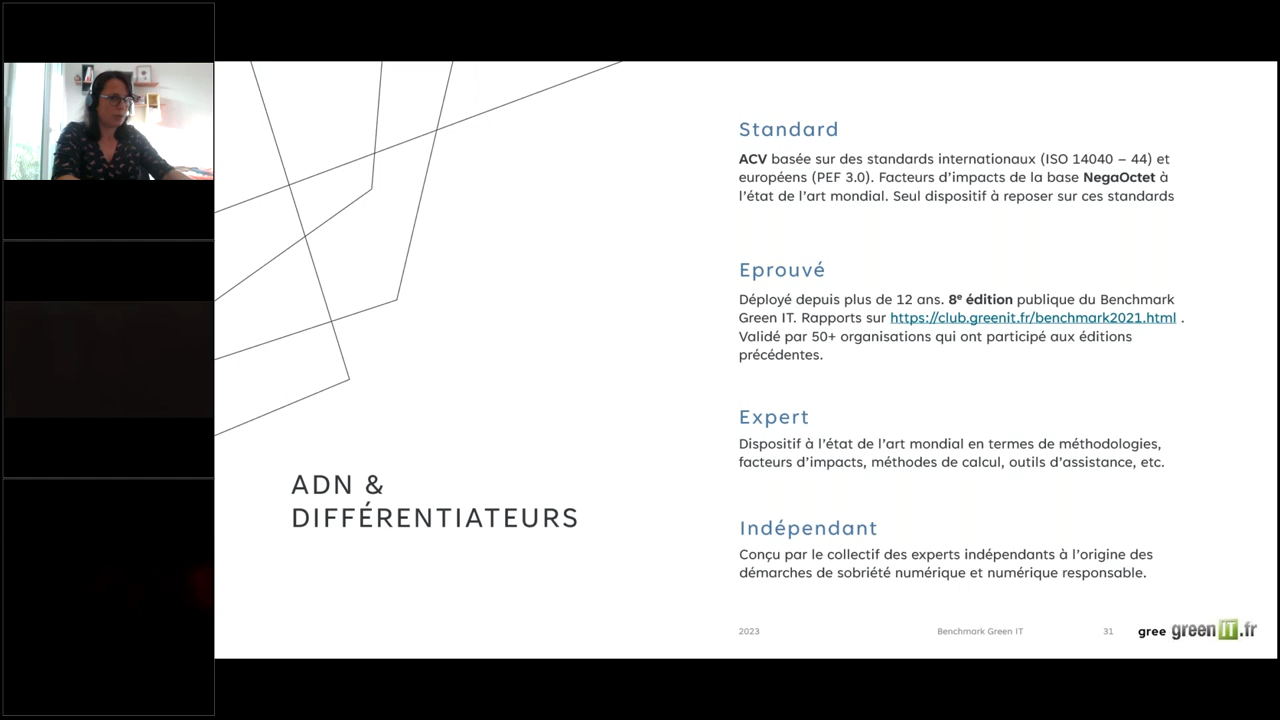 Standard
ACV basée sur des standards internationaux (ISO 14040 – 44) et
européens (PEF 3.0). Facteurs d’impacts de la base NegaOctet à
l’état de l’art mondial. Seul dispositif à reposer sur ces standards
Eprouvé
Déployé depuis plus de 12 ans. 8e édition publique du Benchmark
Green IT. Rapports sur https://club.greenit.fr/benchmark2021.html .
Validé par 50+ organisations qui ont participé aux éditions
précédentes.
Expert
Dispositif à l’état de l’art mondial en termes de méthodologies,
facteurs d’impacts, méthodes de calcul, outils d’assistance, etc.
ADN &
DIFFÉRENTIATEURS
Indépendant
Conçu par le collectif des experts indépendants à l’origine des
démarches de sobriété numérique et numérique responsable.
2023 Benchmark Green IT 31 gree greenIT.fr